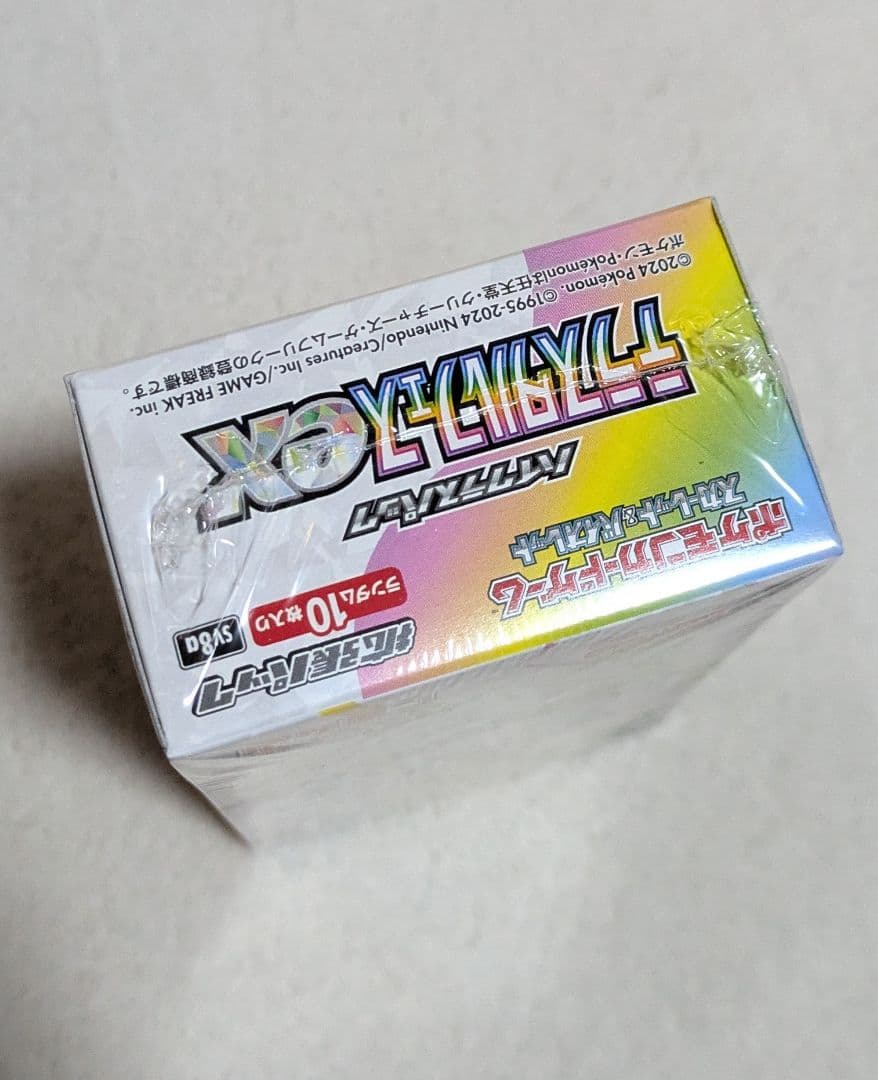 拡張パック
ランダム10枚入り
sv8a
ポケモンカードゲーム
スカーレット&バイオレット
ハイクラスパック
テラスタルフェスex
©2024 Pokémon. ©1995-2024 Nintendo/Creatures Inc./GAME FREAK inc.
ポケモン・Pokémonは任天堂・クリーチャーズ・ゲームフリークの登録商標です。